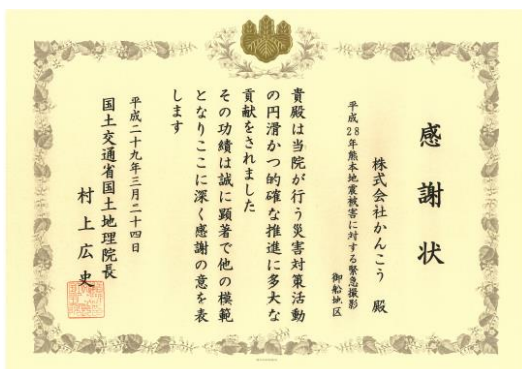 感謝状
株式会社かんこう 殿
平成28年熊本地震被害に対する緊急撮影
御船地区
貴殿は当院が行う災害対策活動
の円滑かつ的確な推進に多大な
貢献をされました
その功績は誠に顕著で他の模範
となりここに深く感謝の意を表
します
平成二十九年三月二十四日
国土交通省国土地理院長
村上広史